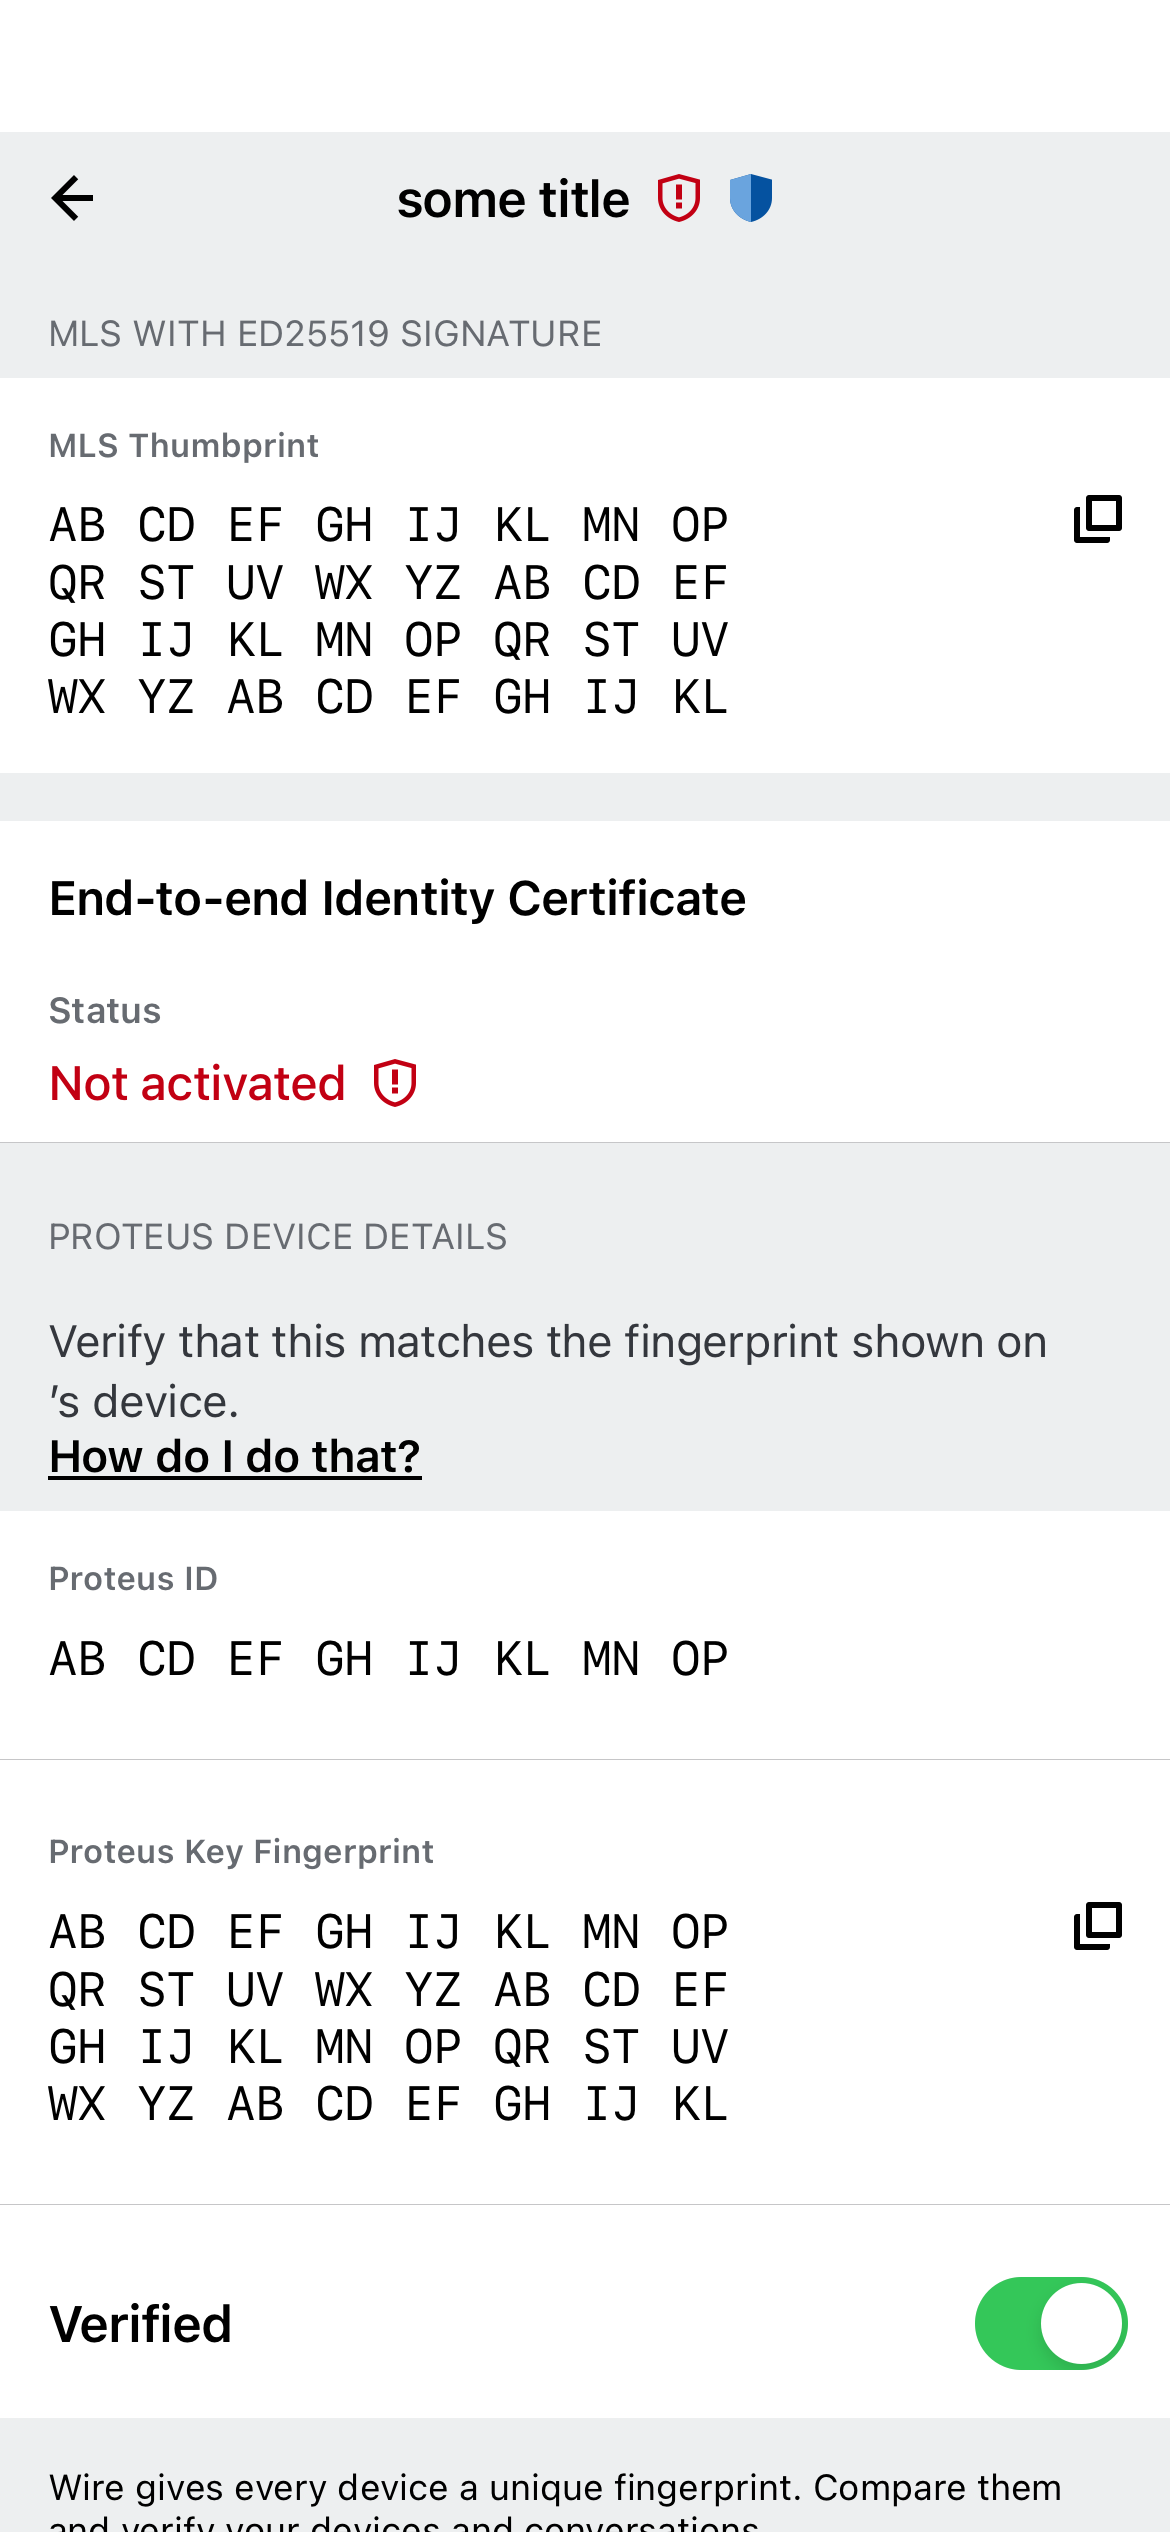 some title
MLS WITH ED25519 SIGNATURE
MLS Thumbprint
AB CD EF GH IJ KL MN OP
QR ST UV WX YZ AB CD EF
GH IJ KL MN OP QR ST UV
WX YZ AB CD EF GH IJ KL
End-to-end Identity Certificate
Status
Not activated
PROTEUS DEVICE DETAILS
Verify that this matches the fingerprint shown on
’s device.
How do I do that?
Proteus ID
AB CD EF GH IJ KL MN OP
Proteus Key Fingerprint
AB CD EF GH IJ KL MN OP
QR ST UV WX YZ AB CD EF
GH IJ KL MN OP QR ST UV
WX YZ AB CD EF GH IJ KL
Verified
Wire gives every device a unique fingerprint. Compare them
and verify your devices and conversations.